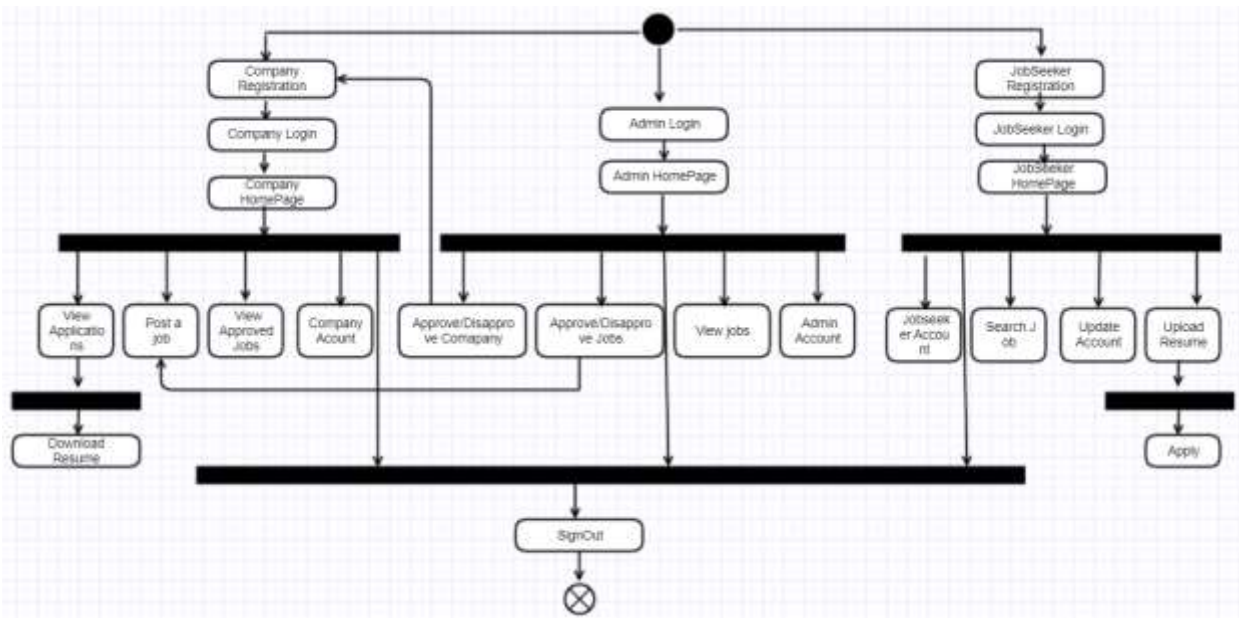 Company
Registration
JobSeeker
Registration
Admin Login
Company Login
JobSeeker Login
Admin HomePage
Company
HomePage
JobSeeker
HomePage
View
Applicatio
ns
Post a
job
View
Approved
Jobs
Company
Acount
Approve/Disappro
ve Comapany
Approve/Disappro
ve Jobs
View jobs
Admin
Account
Jobseek
er Accou
nt
Search J
ob
Update
Account
Upload
Resume
Download
Resume
Apply
SignOut